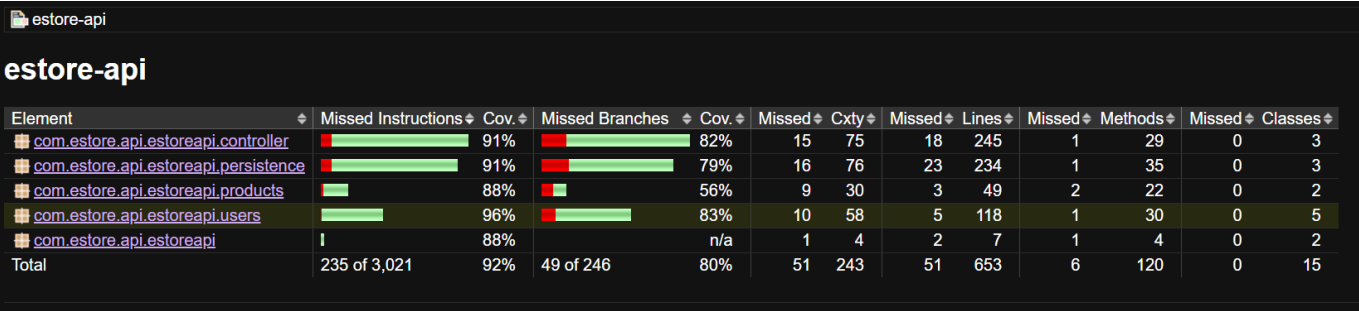 estore-api
estore-api
Element Missed Instructions Cov. Missed Branches Cov. Missed Cxty Missed Lines Missed Methods Missed Classes
com.estore.api.estoreapi.controller 91% 82% 15 75 18 245 1 29 0 3
com.estore.api.estoreapi.persistence 91% 79% 16 76 23 234 1 35 0 3
com.estore.api.estoreapi.products 88% 56% 9 30 3 49 2 22 0 2
com.estore.api.estoreapi.users 96% 83% 10 58 5 118 1 30 0 5
com.estore.api.estoreapi 88% n/a 1 4 2 7 1 4 0 2
Total 235 of 3,021 92% 49 of 246 80% 51 243 51 653 6 120 0 15